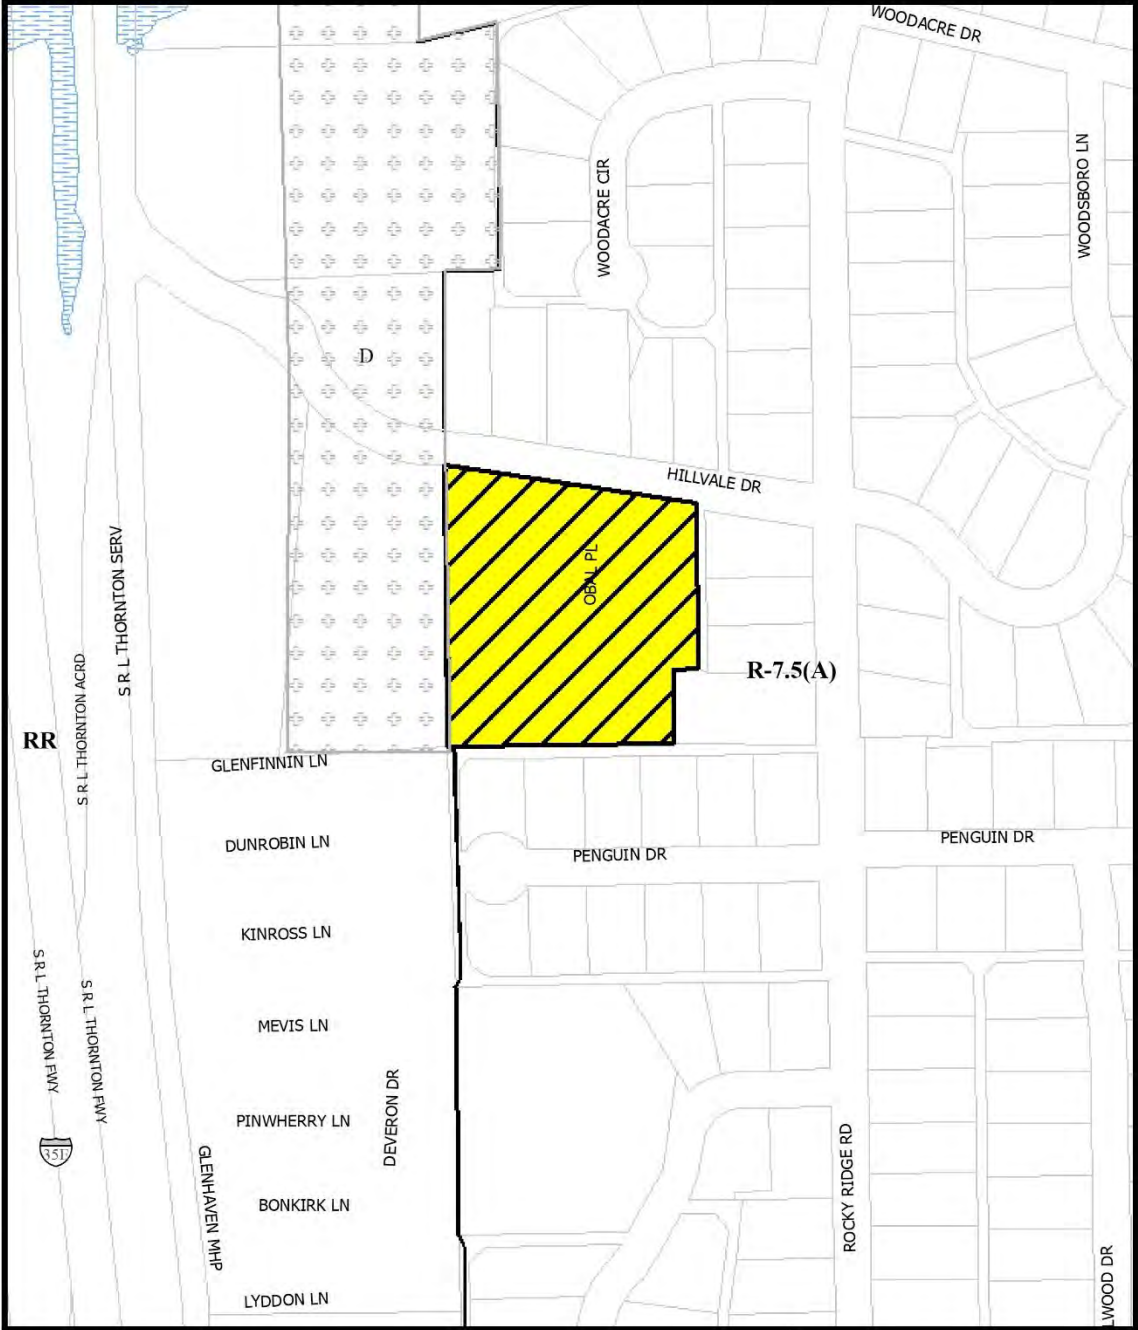 WOODACRE DR
WOODACRE CIR
WOODSBORO LN
D
HILLVALE DR
S R L THORNTON SERV
OBAL PL
R-7.5(A)
S R L THORNTON ACRD
RR
GLENFINNIN LN
DUNROBIN LN
PENGUIN DR
PENGUIN DR
KINROSS LN
S R L THORNTON FWY
S R L THORNTON FWY
MEVIS LN
DEVERON DR
PINWHERRY LN
35E
GLENHAVEN MHP
ROCKY RIDGE RD
BONKIRK LN
LYDDON LN
LWOOD DR